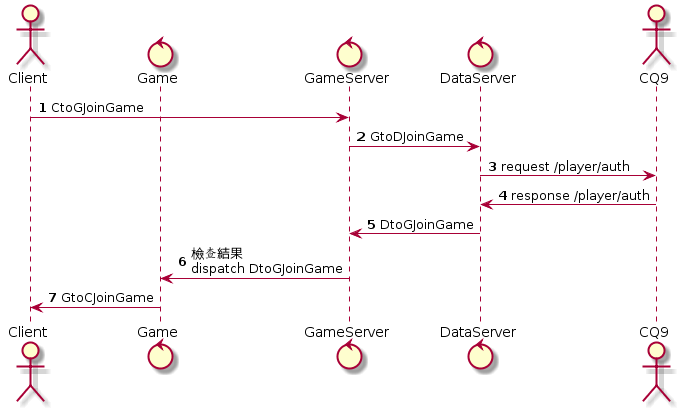 Client
Game
GameServer
DataServer
CQ9
1 CtoGJoinGame
2 GtoDJoinGame
3 request /player/auth
4 response /player/auth
5 DtoGJoinGame
6 檢查結果
dispatch DtoGJoinGame
7 GtoCJoinGame
Client
Game
GameServer
DataServer
CQ9